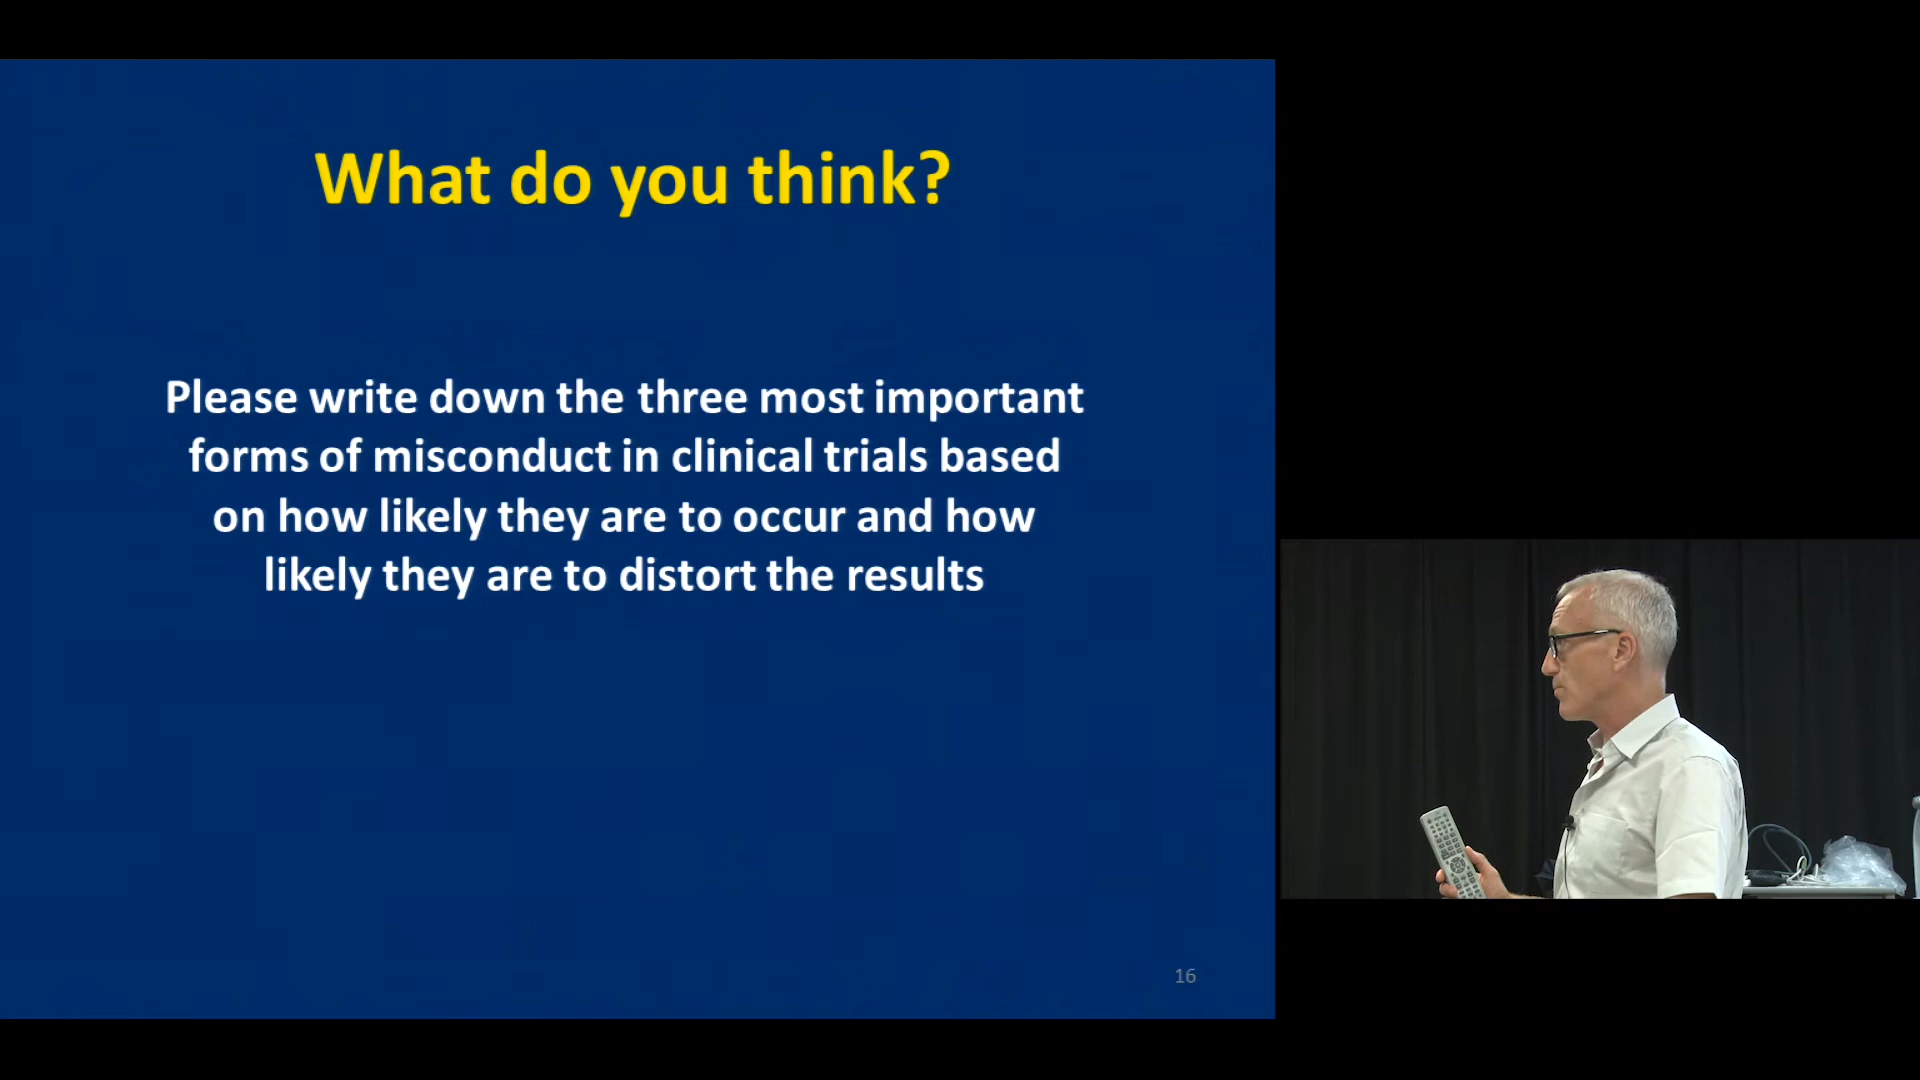 What do you think?
Please write down the three most important
forms of misconduct in clinical trials based
on how likely they are to occur and how
likely they are to distort the results
16